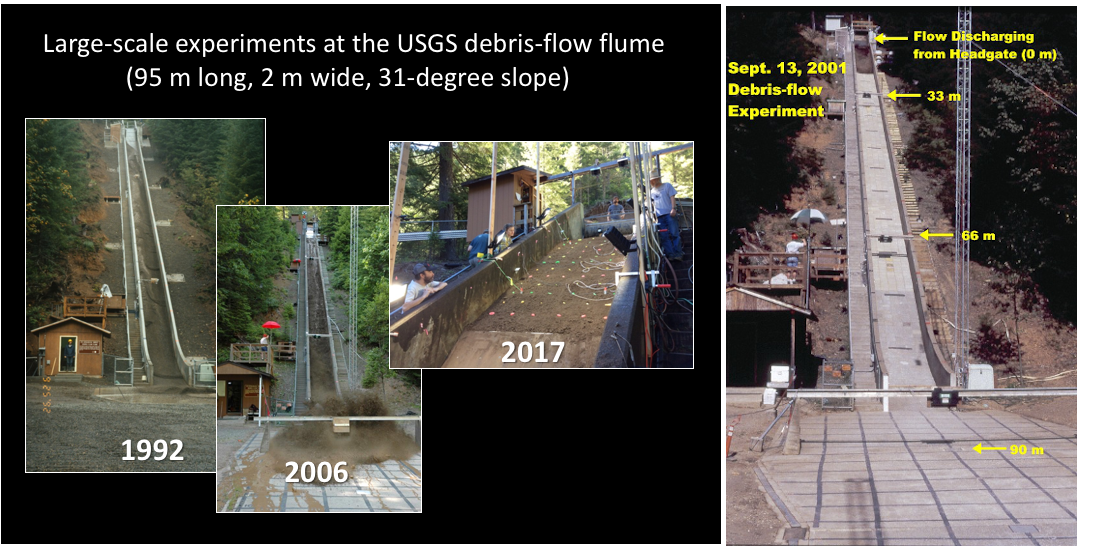 Large-scale experiments at the USGS debris-flow flume
(95 m long, 2 m wide, 31-degree slope)
1992
2006
2017
Sept. 13, 2001
Debris-flow
Experiment
Flow Discharging
from Headgate (0 m)
33 m
66 m
90 m